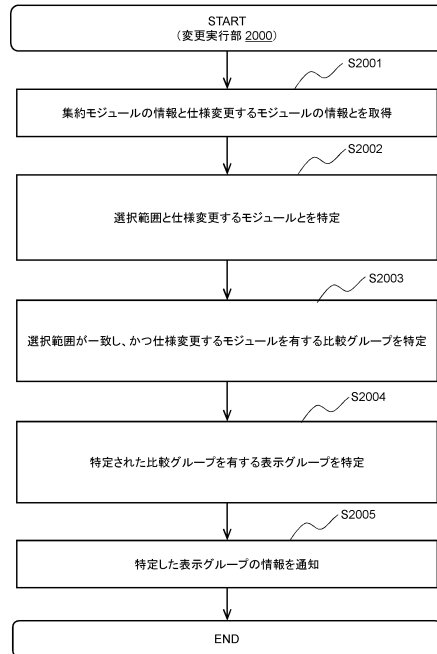 START
(変更実行部 2000)
S2001
集約モジュールの情報と仕様変更するモジュールの情報とを取得
S2002
選択範囲と仕様変更するモジュールとを特定
S2003
選択範囲が一致し、かつ仕様変更するモジュールを有する比較グループを特定
S2004
特定された比較グループを有する表示グループを特定
S2005
特定した表示グループの情報を通知
END